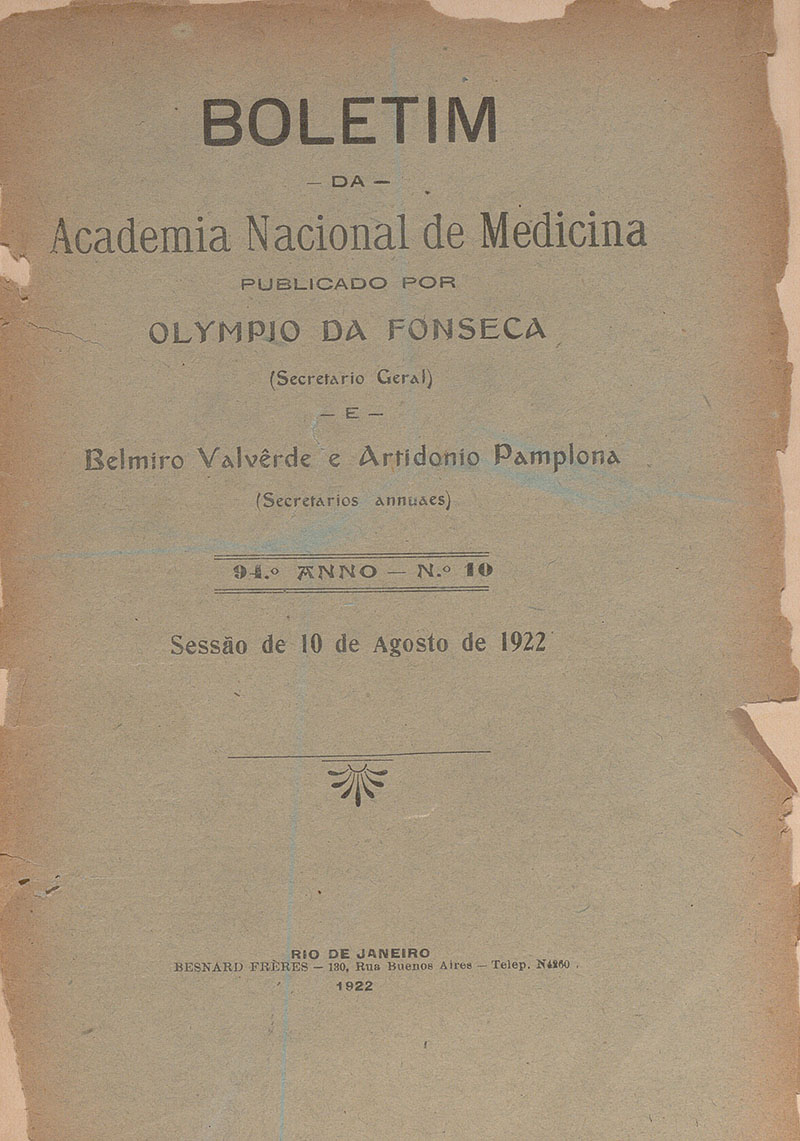 BOLETIM
— DA —
Academia Nacional de Medicina
PUBLICADO POR
OLYMPIO DA FONSECA
(Secretario Geral)
— E —
Belmiro Valvêrde e Artidonio Pamplona
(Secretarios annuaes)
94.º ANNO — N.º 10
Sessão de 10 de Agosto de 1922
RIO DE JANEIRO
BESNARD FRÈRES — 130, Rua Buenos Aires — Telep.
1922